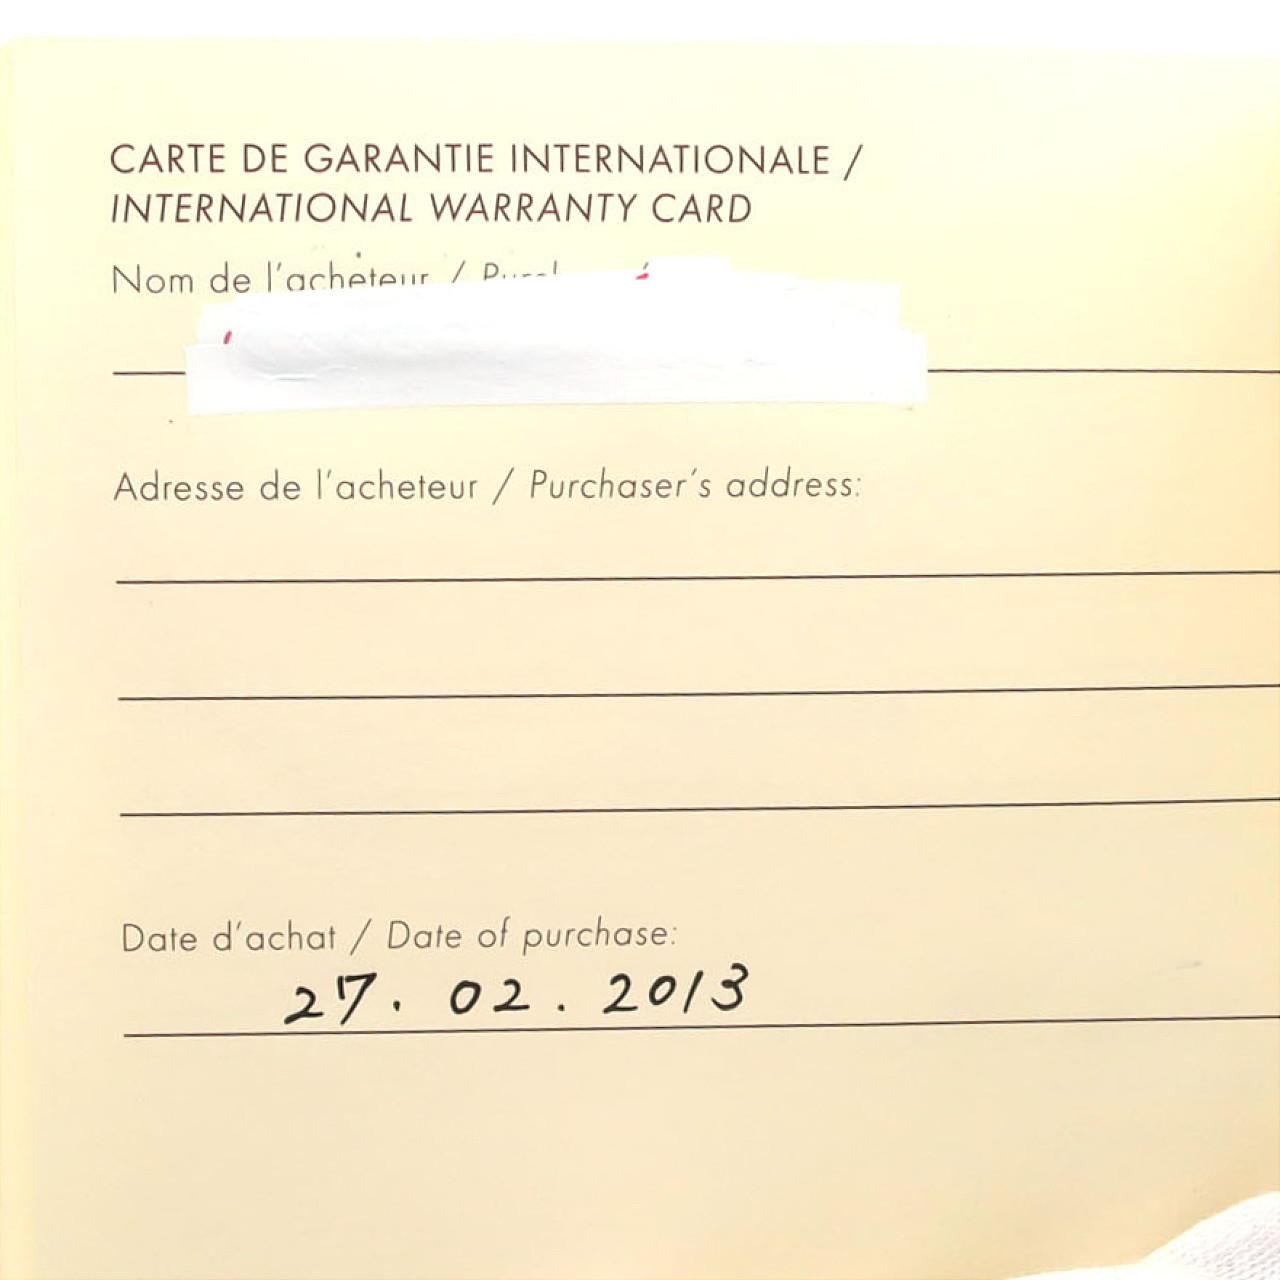 CARTE DE GARANTIE INTERNATIONALE /
INTERNATIONAL WARRANTY CARD
Nom de l'acheteur /
Adresse de l'acheteur / Purchaser's address:
Date d'achat / Date of purchase:
27. 02. 2013